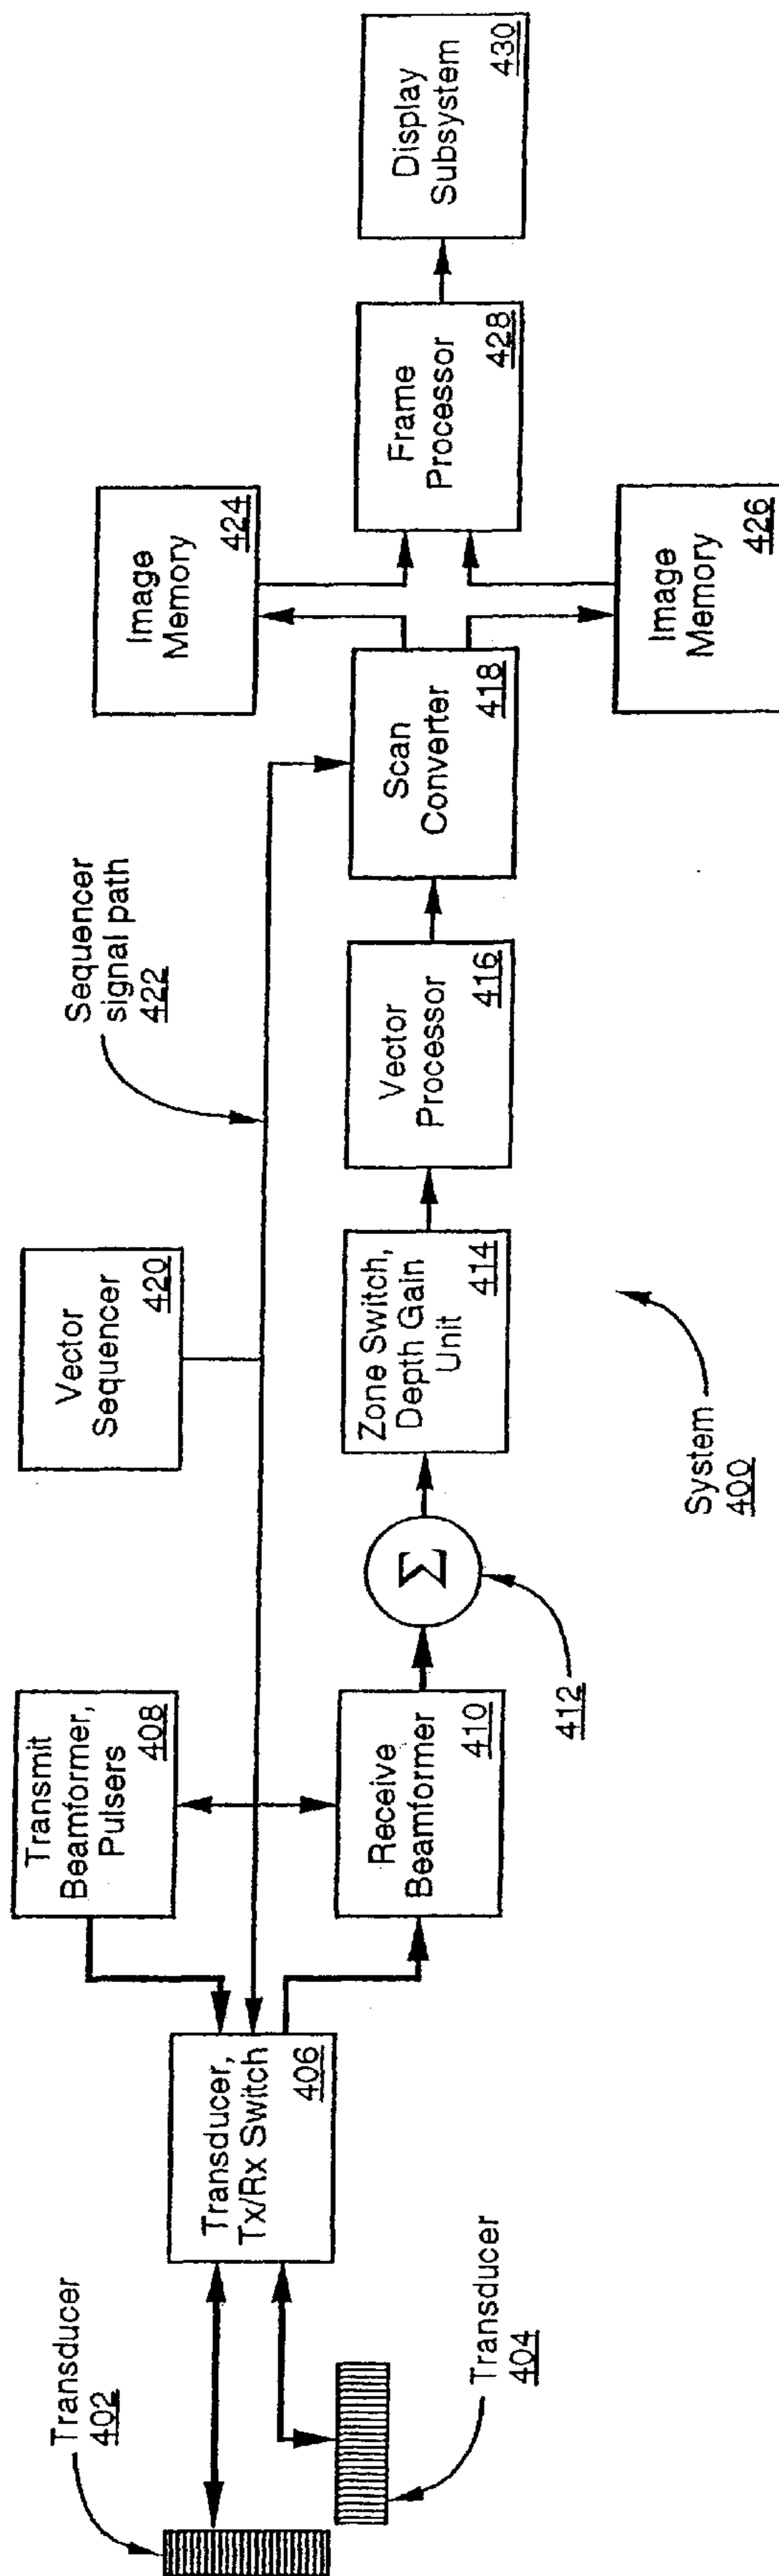 Transducer
402
Transducer
404
Transducer,
Tx/Rx Switch
406
Transmit
Beamformer,
Pulsers
408
Receive
Beamformer
410
Σ
412
Vector
Sequencer
420
Sequencer
signal path
422
Zone Switch,
Depth Gain
Unit
414
Vector
Processor
416
Scan
Converter
418
Image
Memory
424
Image
Memory
426
Frame
Processor
428
Display
Subsystem
430
System
400